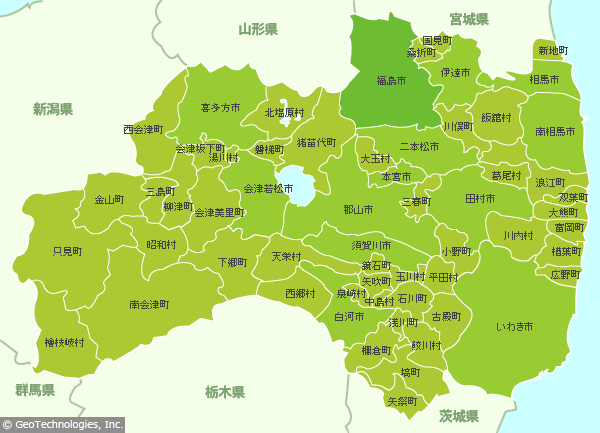 山形県
宮城県
国見町
桑折町
新地町
福島市
伊達市
相馬市
新潟県
喜多方市
北塩原村
川俣町
飯舘村
西会津町
猪苗代町
南相馬市
会津坂下町
湯川村
磐梯町
大玉村
二本松市
本宮市
葛尾村
浪江町
会津若松市
三島町
金山町
柳津町
会津美里町
郡山市
三春町
田村市
双葉町
大熊町
富岡町
川内村
昭和村
只見町
下郷町
天栄村
須賀川市
小野町
楢葉町
鏡石町
矢吹町
玉川村
平田村
広野町
南会津町
西郷村
泉崎村
中島村
石川町
白河市
浅川町
古殿町
いわき市
檜枝岐村
棚倉町
鮫川村
塙町
矢祭町
群馬県
栃木県
茨城県
© GeoTechnologies, Inc.